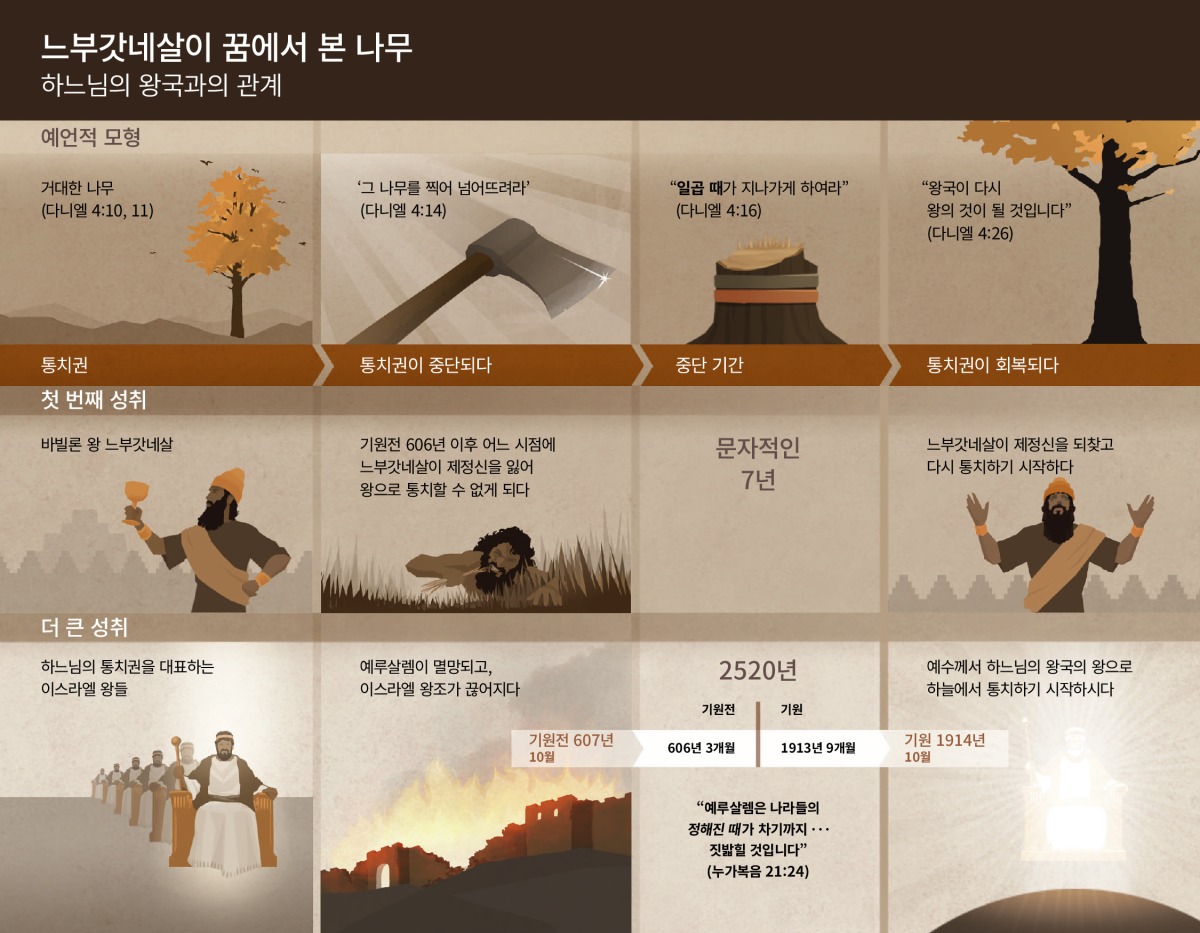 느부갓네살이 꿈에서 본 나무
하느님의 왕국과의 관계
예언적 모형
거대한 나무
(다니엘 4:10, 11)
‘그 나무를 찍어 넘어뜨려라’
(다니엘 4:14)
“일곱 때가 지나가게 하여라”
(다니엘 4:16)
“왕국이 다시
왕의 것이 될 것입니다”
(다니엘 4:26)
통치권
통치권이 중단되다
중단 기간
통치권이 회복되다
첫 번째 성취
바빌론 왕 느부갓네살
기원전 606년 이후 어느 시점에
느부갓네살이 제정신을 잃어
왕으로 통치할 수 없게 되다
문자적인
7년
느부갓네살이 제정신을 되찾고
다시 통치하기 시작하다
더 큰 성취
하느님의 통치권을 대표하는
이스라엘 왕들
예루살렘이 멸망되고,
이스라엘 왕조가 끊어지다
2520년
기원전
기원
기원전 607년
10월
606년 3개월
1913년 9개월
기원 1914년
10월
“예루살렘은 나라들의
정해진 때가 차기까지 · · ·
짓밟힐 것입니다”
(누가복음 21:24)
예수께서 하느님의 왕국의 왕으로
하늘에서 통치하기 시작하시다